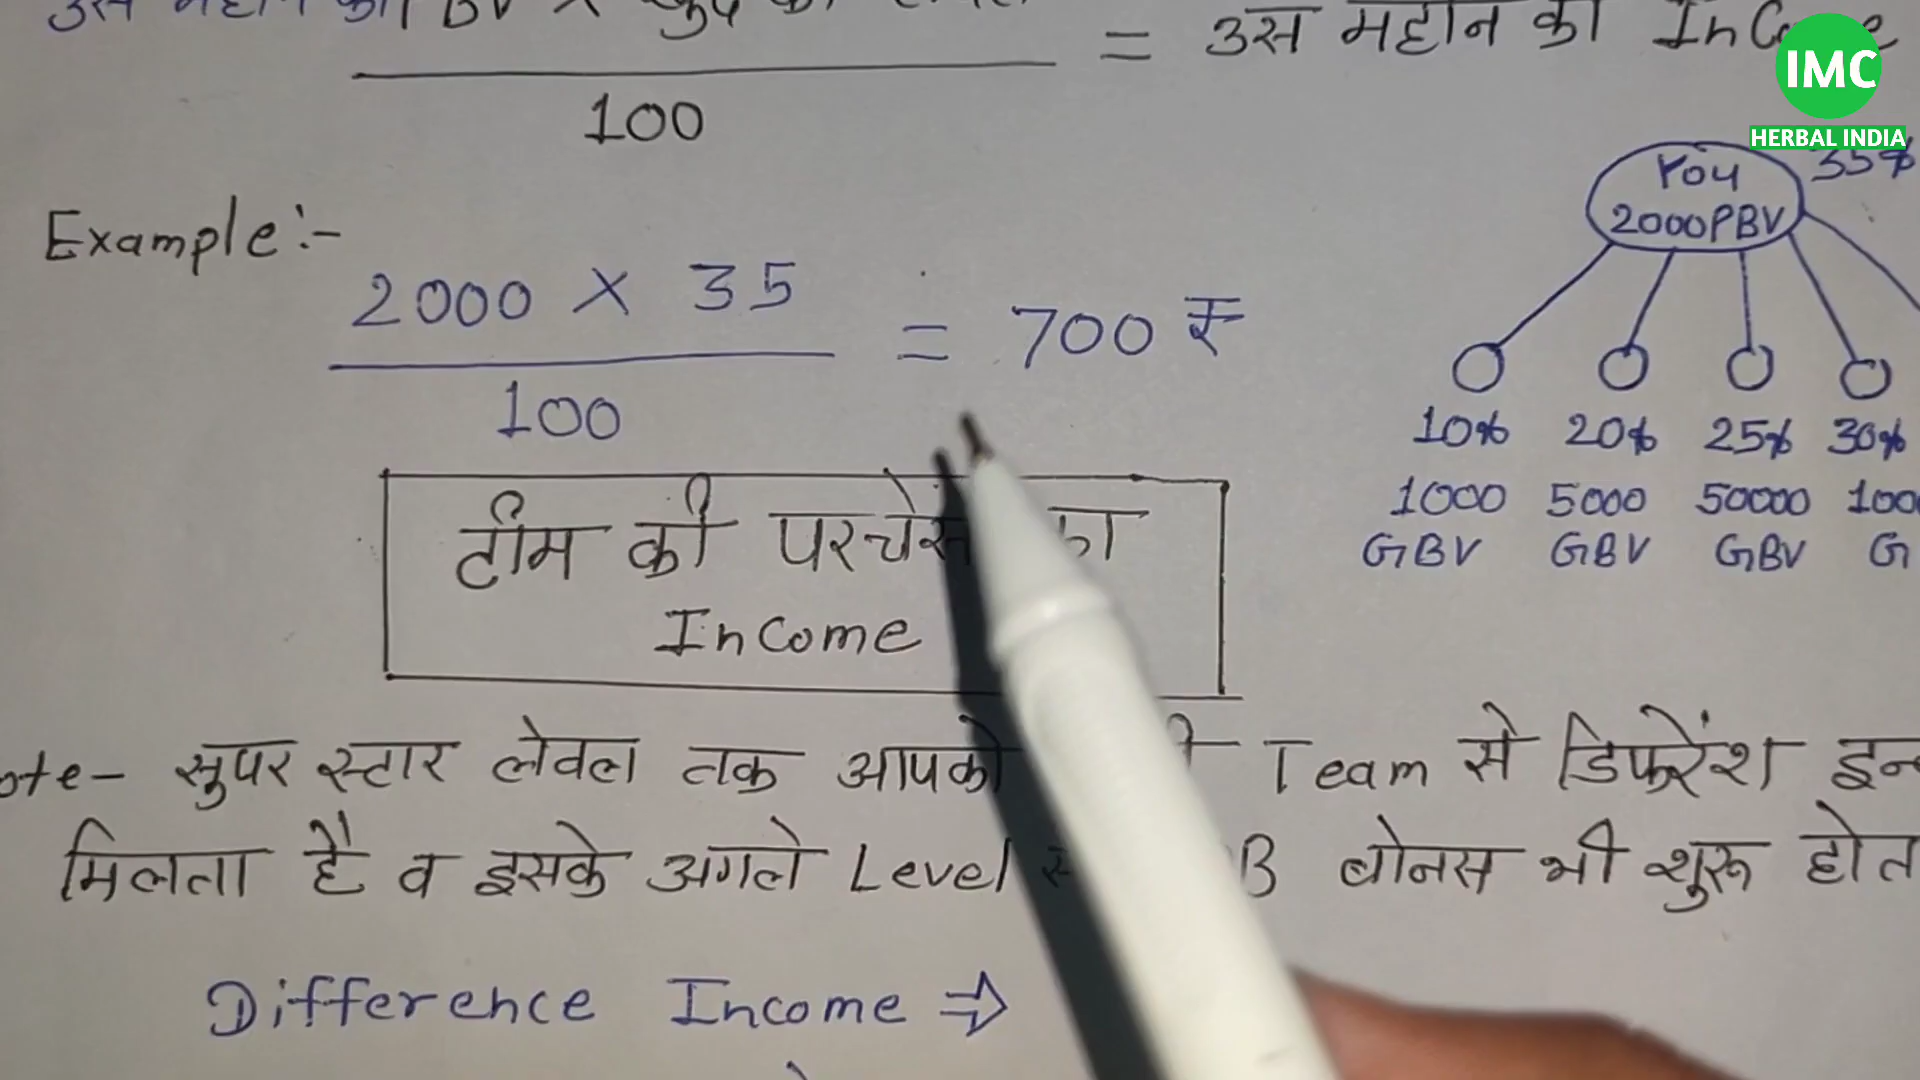 = उस महान का InCome
100
IMC
HERBAL INDIA
You 35%
2000PBV
Example:-
2000 X 35
= 700 ₹
100
10% 20% 25% 30%
1000 5000 50000 100
GBV GBV GBV G
टीम की परचेस का
InCome
सुपर स्टार लेवल तक आपको Team से डिफरेंश
मिलता है व इसके अगले Level बोनस भी शुरू
Difference Income ⇒